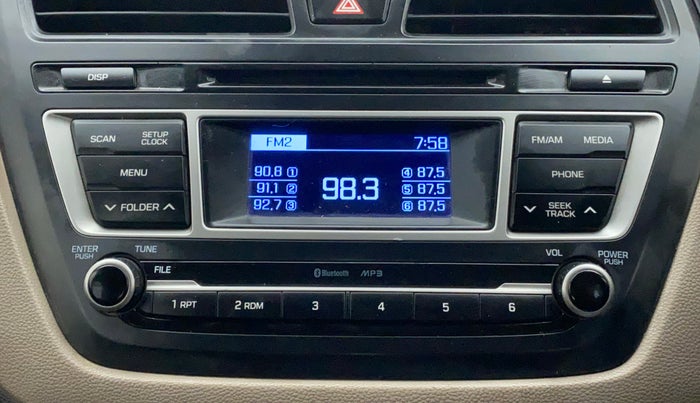 DISP
SCAN
SETUP
CLOCK
MENU
FOLDER
FM2
7:58
90,8 1
91,1 2
92,7 3
98.3
4 87,5
5 87,5
6 87,5
FM/AM
MEDIA
PHONE
SEEK
TRACK
ENTER
PUSH
TUNE
FILE
Bluetooth
MP3
VOL
POWER
PUSH
1 RPT
2 RDM
3
4
5
6